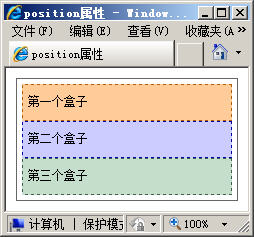 position属性 - Window...
文件(F) 编辑(E) 查看(V) 收藏夹(A »
position属性
第一个盒子
第二个盒子
第三个盒子
计算机 | 保护模式 100%